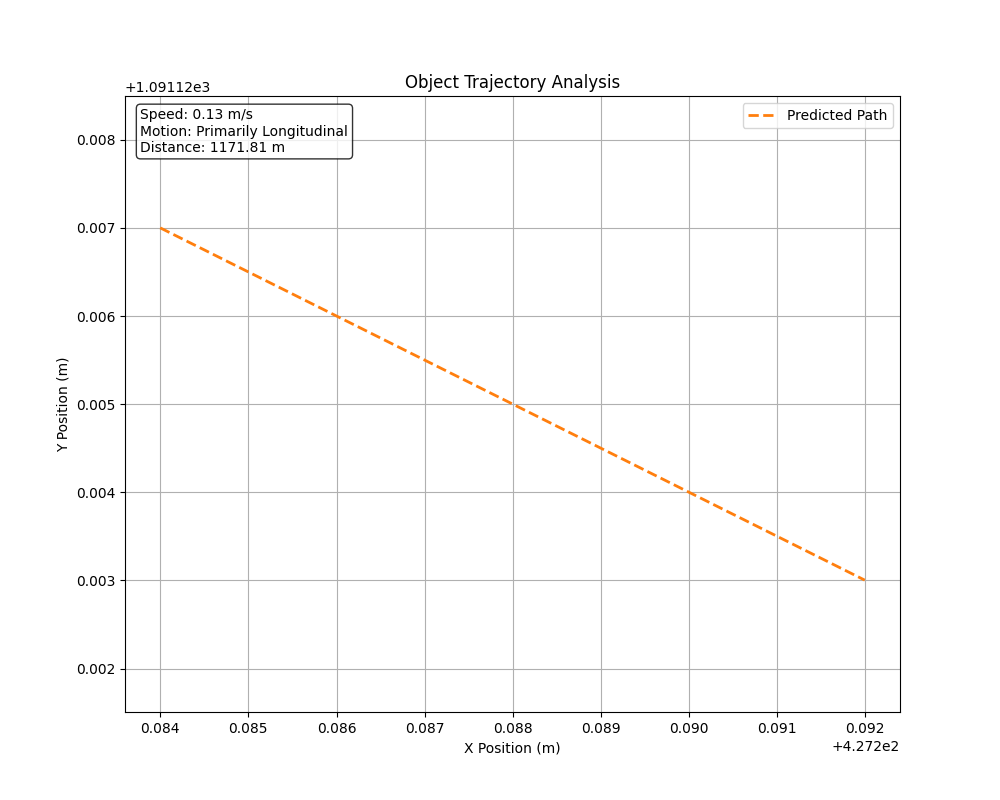 Object Trajectory Analysis
+1.09112e3
Speed: 0.13 m/s
Motion: Primarily Longitudinal
Distance: 1171.81 m
Predicted Path
0.008
0.007
0.006
0.005
0.004
0.003
0.002
Y Position (m)
0.084 0.085 0.086 0.087 0.088 0.089 0.090 0.091 0.092
X Position (m)
+4.272e2